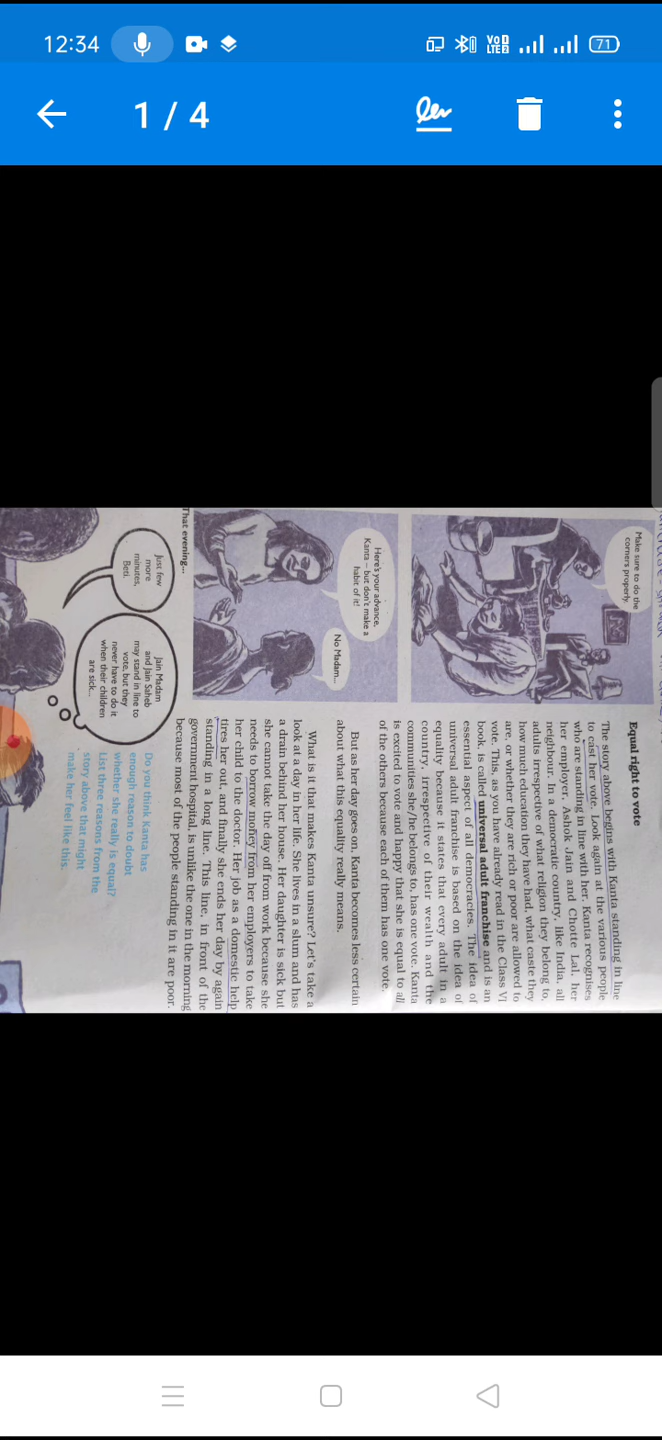 12:34
VoD
LTE2
71
1 / 4
Make sure to do the
corners properly.
Here's your advance,
Kanta — but don't make a
habit of it!
No Madam...
That evening...
Just few
more
minutes,
Beti.
Jain Madam
and Jain Saheb
may stand in line to
vote, but they
never have to do it
when their children
are sick...
Equal right to vote
The story above begins with Kanta standing in line
to cast her vote. Look again at the various people
who are standing in line with her. Kanta recognises
her employer, Ashok Jain and Chotte Lal, her
neighbour. In a democratic country, like India, all
adults irrespective of what religion they belong to,
how much education they have had, what caste they
are, or whether they are rich or poor are allowed to
vote. This, as you have already read in the Class VI
book, is called universal adult franchise and is an
essential aspect of all democracies. The idea of
universal adult franchise is based on the idea of
equality because it states that every adult in a
country, irrespective of their wealth and the
communities she/he belongs to, has one vote. Kanta
is excited to vote and happy that she is equal to all
of the others because each of them has one vote.
But as her day goes on, Kanta becomes less certain
about what this equality really means.
What is it that makes Kanta unsure? Let's take a
look at a day in her life. She lives in a slum and has
a drain behind her house. Her daughter is sick but
she cannot take the day off from work because she
needs to borrow money from her employers to take
her child to the doctor. Her job as a domestic help
tires her out, and finally she ends her day by again
standing in a long line. This line, in front of the
government hospital, is unlike the one in the morning
because most of the people standing in it are poor.
Do you think Kanta has
enough reason to doubt
whether she really is equal?
List three reasons from the
story above that might
make her feel like this.